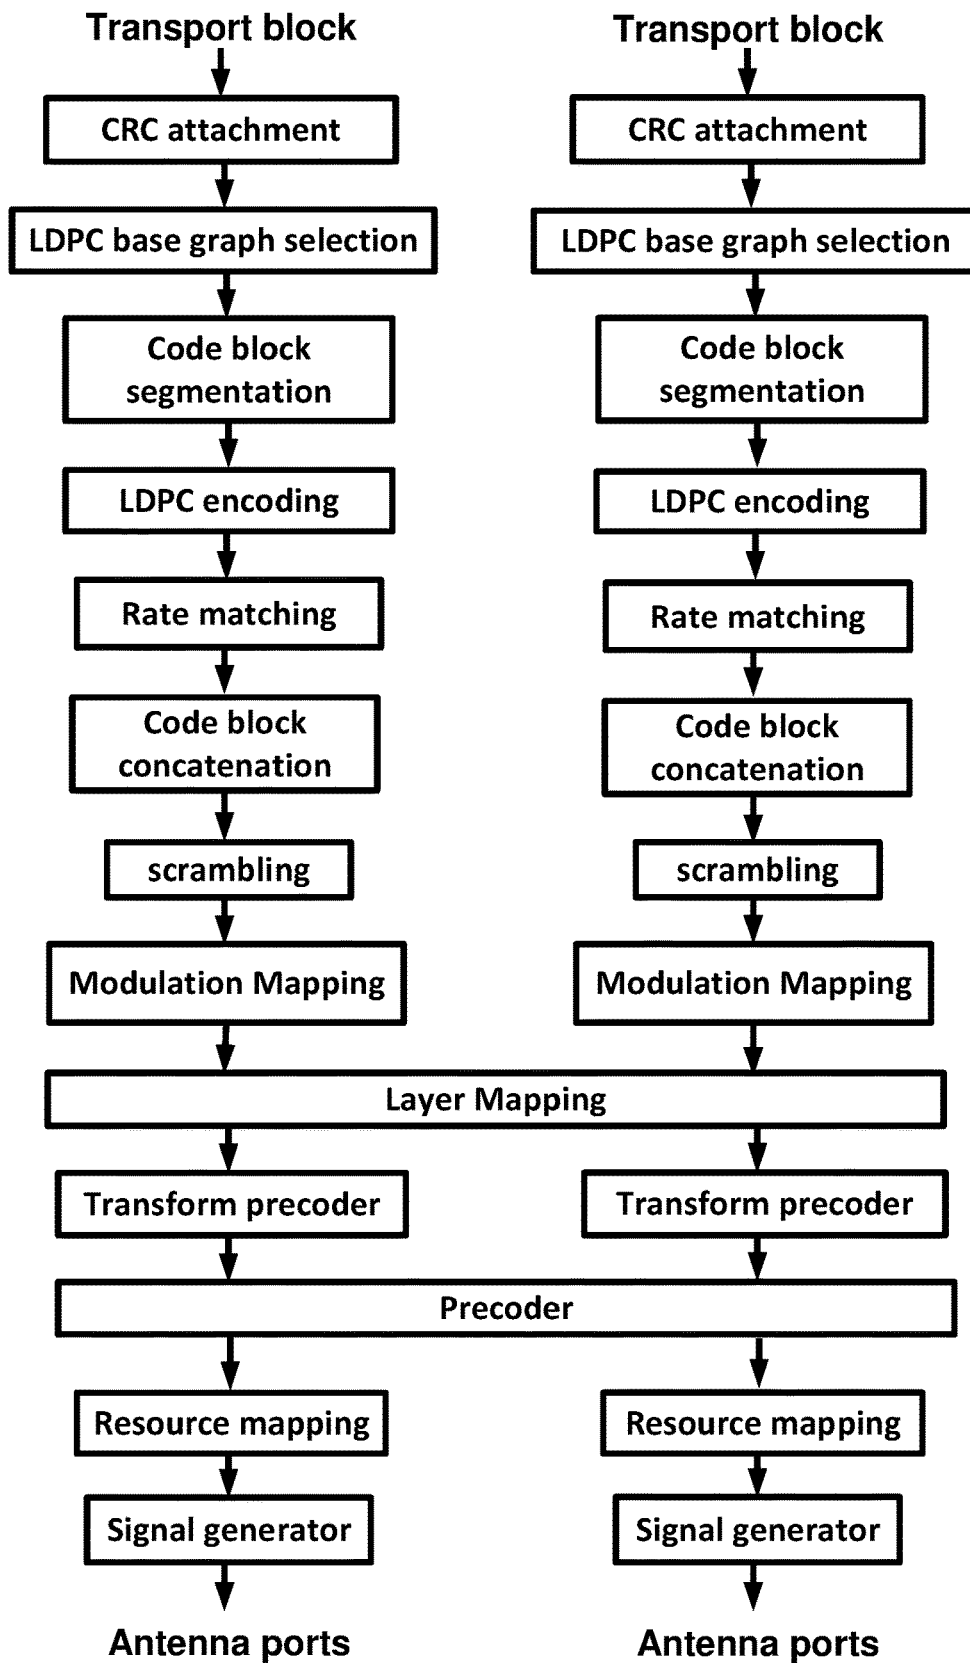 Transport block
Transport block
CRC attachment
CRC attachment
LDPC base graph selection
LDPC base graph selection
Code block
segmentation
Code block
segmentation
LDPC encoding
LDPC encoding
Rate matching
Rate matching
Code block
concatenation
Code block
concatenation
scrambling
scrambling
Modulation Mapping
Modulation Mapping
Layer Mapping
Transform precoder
Transform precoder
Precoder
Resource mapping
Resource mapping
Signal generator
Signal generator
Antenna ports
Antenna ports